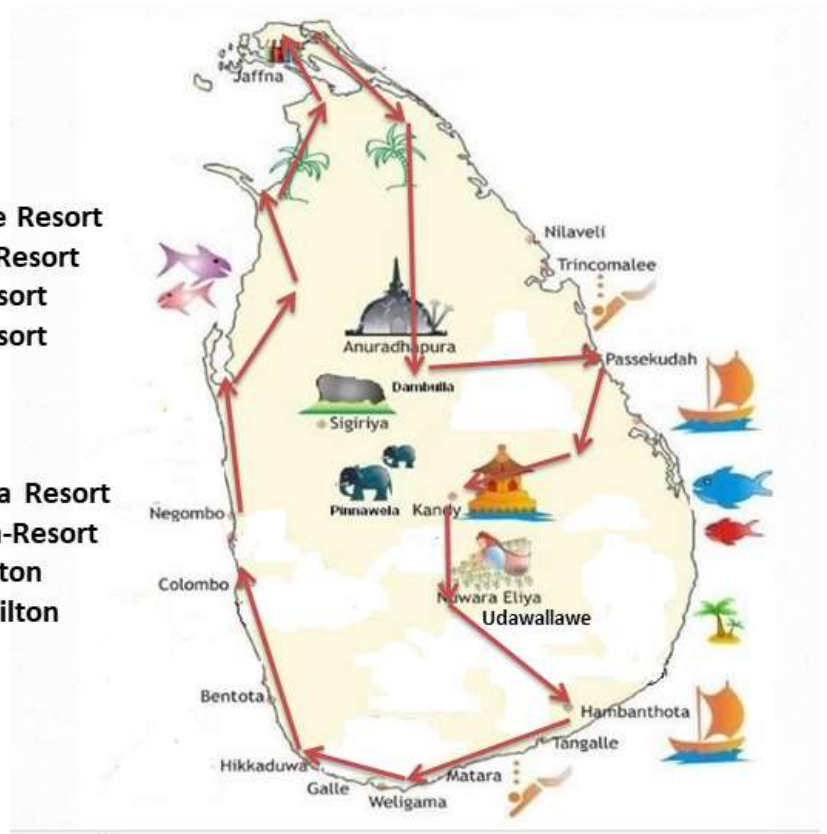 e Resort
Resort
sort
sort
a Resort
-Resort
ton
ilton
Jaffna
Nilaveli
Trincomalee
Anuradhapura
Passekudah
Dambulla
Sigiriya
Pinnawela
Kandy
Negombo
Colombo
Nuwara Eliya
Udawallawe
Bentota
Hambanthota
Tangalle
Hikkaduwa
Matara
Galle
Weligama